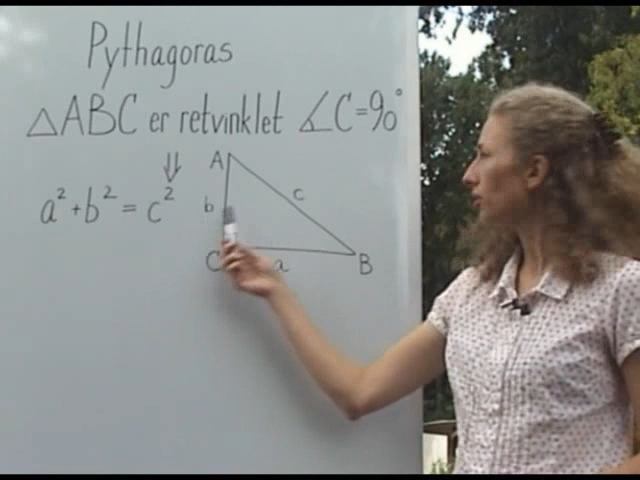 Pythagoras
△ABC er retvinklet ∠C=90°
⇓
a²+b²=c²
A
b
c
C
a
B